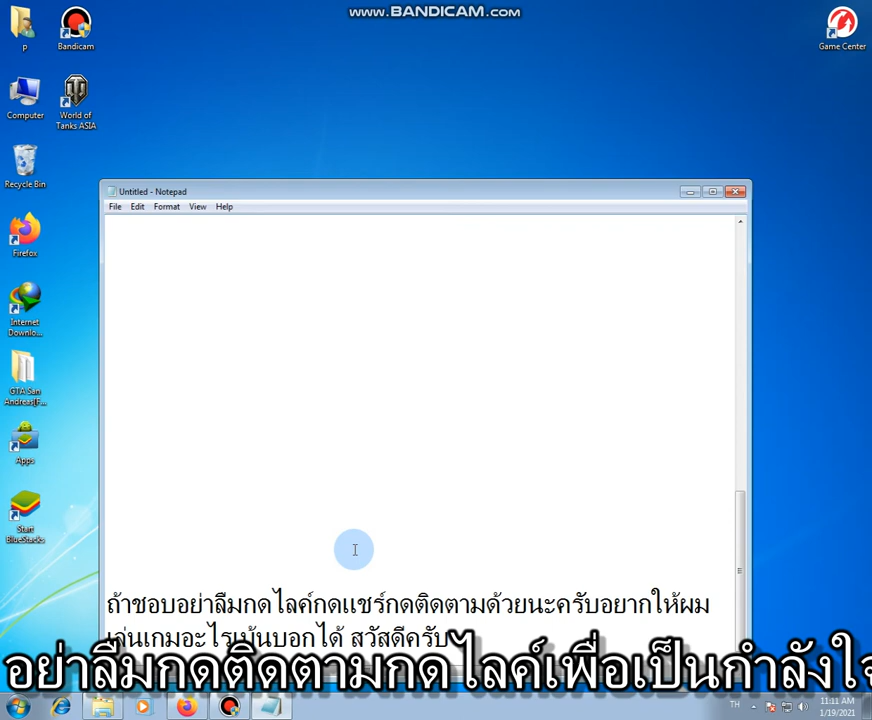 www.BANDICAM.com
p
Bandicam
Game Center
Computer
World of
Tanks ASIA
Recycle Bin
Untitled - Notepad
File Edit Format View Help
Firefox
Internet
Downlo...
GTA San
Andreas[F...
Apps
Start
BlueStacks
ถ้าชอบอย่าลืมกดไลค์กดแชร์กดติดตามด้วยนะครับอยากให้ผม
เล่นเกมอะไรเม้นบอกได้ สวัสดีครับ
อย่าลืมกดติดตามกดไลค์เพื่อเป็นกำลังใจ
TH
11:11 AM
1/19/2021